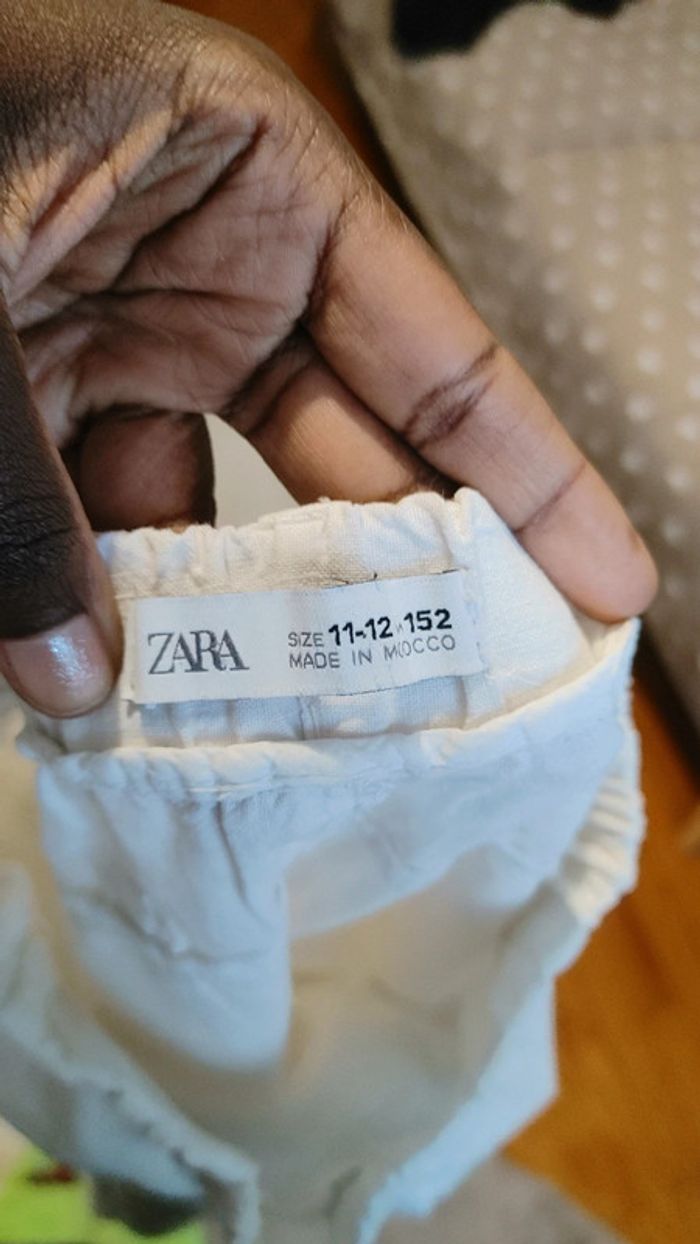 ZARA
SIZE 11-12 - 152
MADE IN MOCCO